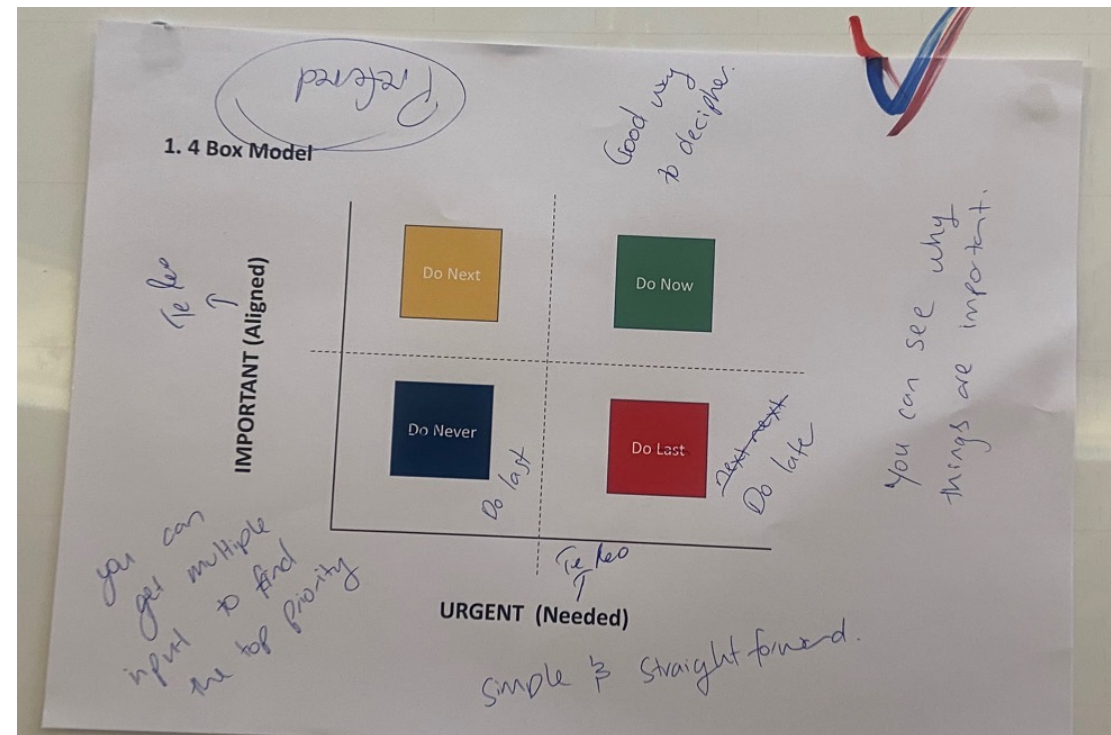 Preferred
1. 4 Box Model
Good way
to decipher.
Te Reo
↑
IMPORTANT (Aligned)
Do Next
Do Now
Do Never
Do last
Do Last
next next
Do late
You can see why
things are important.
you can
get multiple
input to find
the top priority
Te Reo
↑
URGENT (Needed)
Simple & Straight forward.